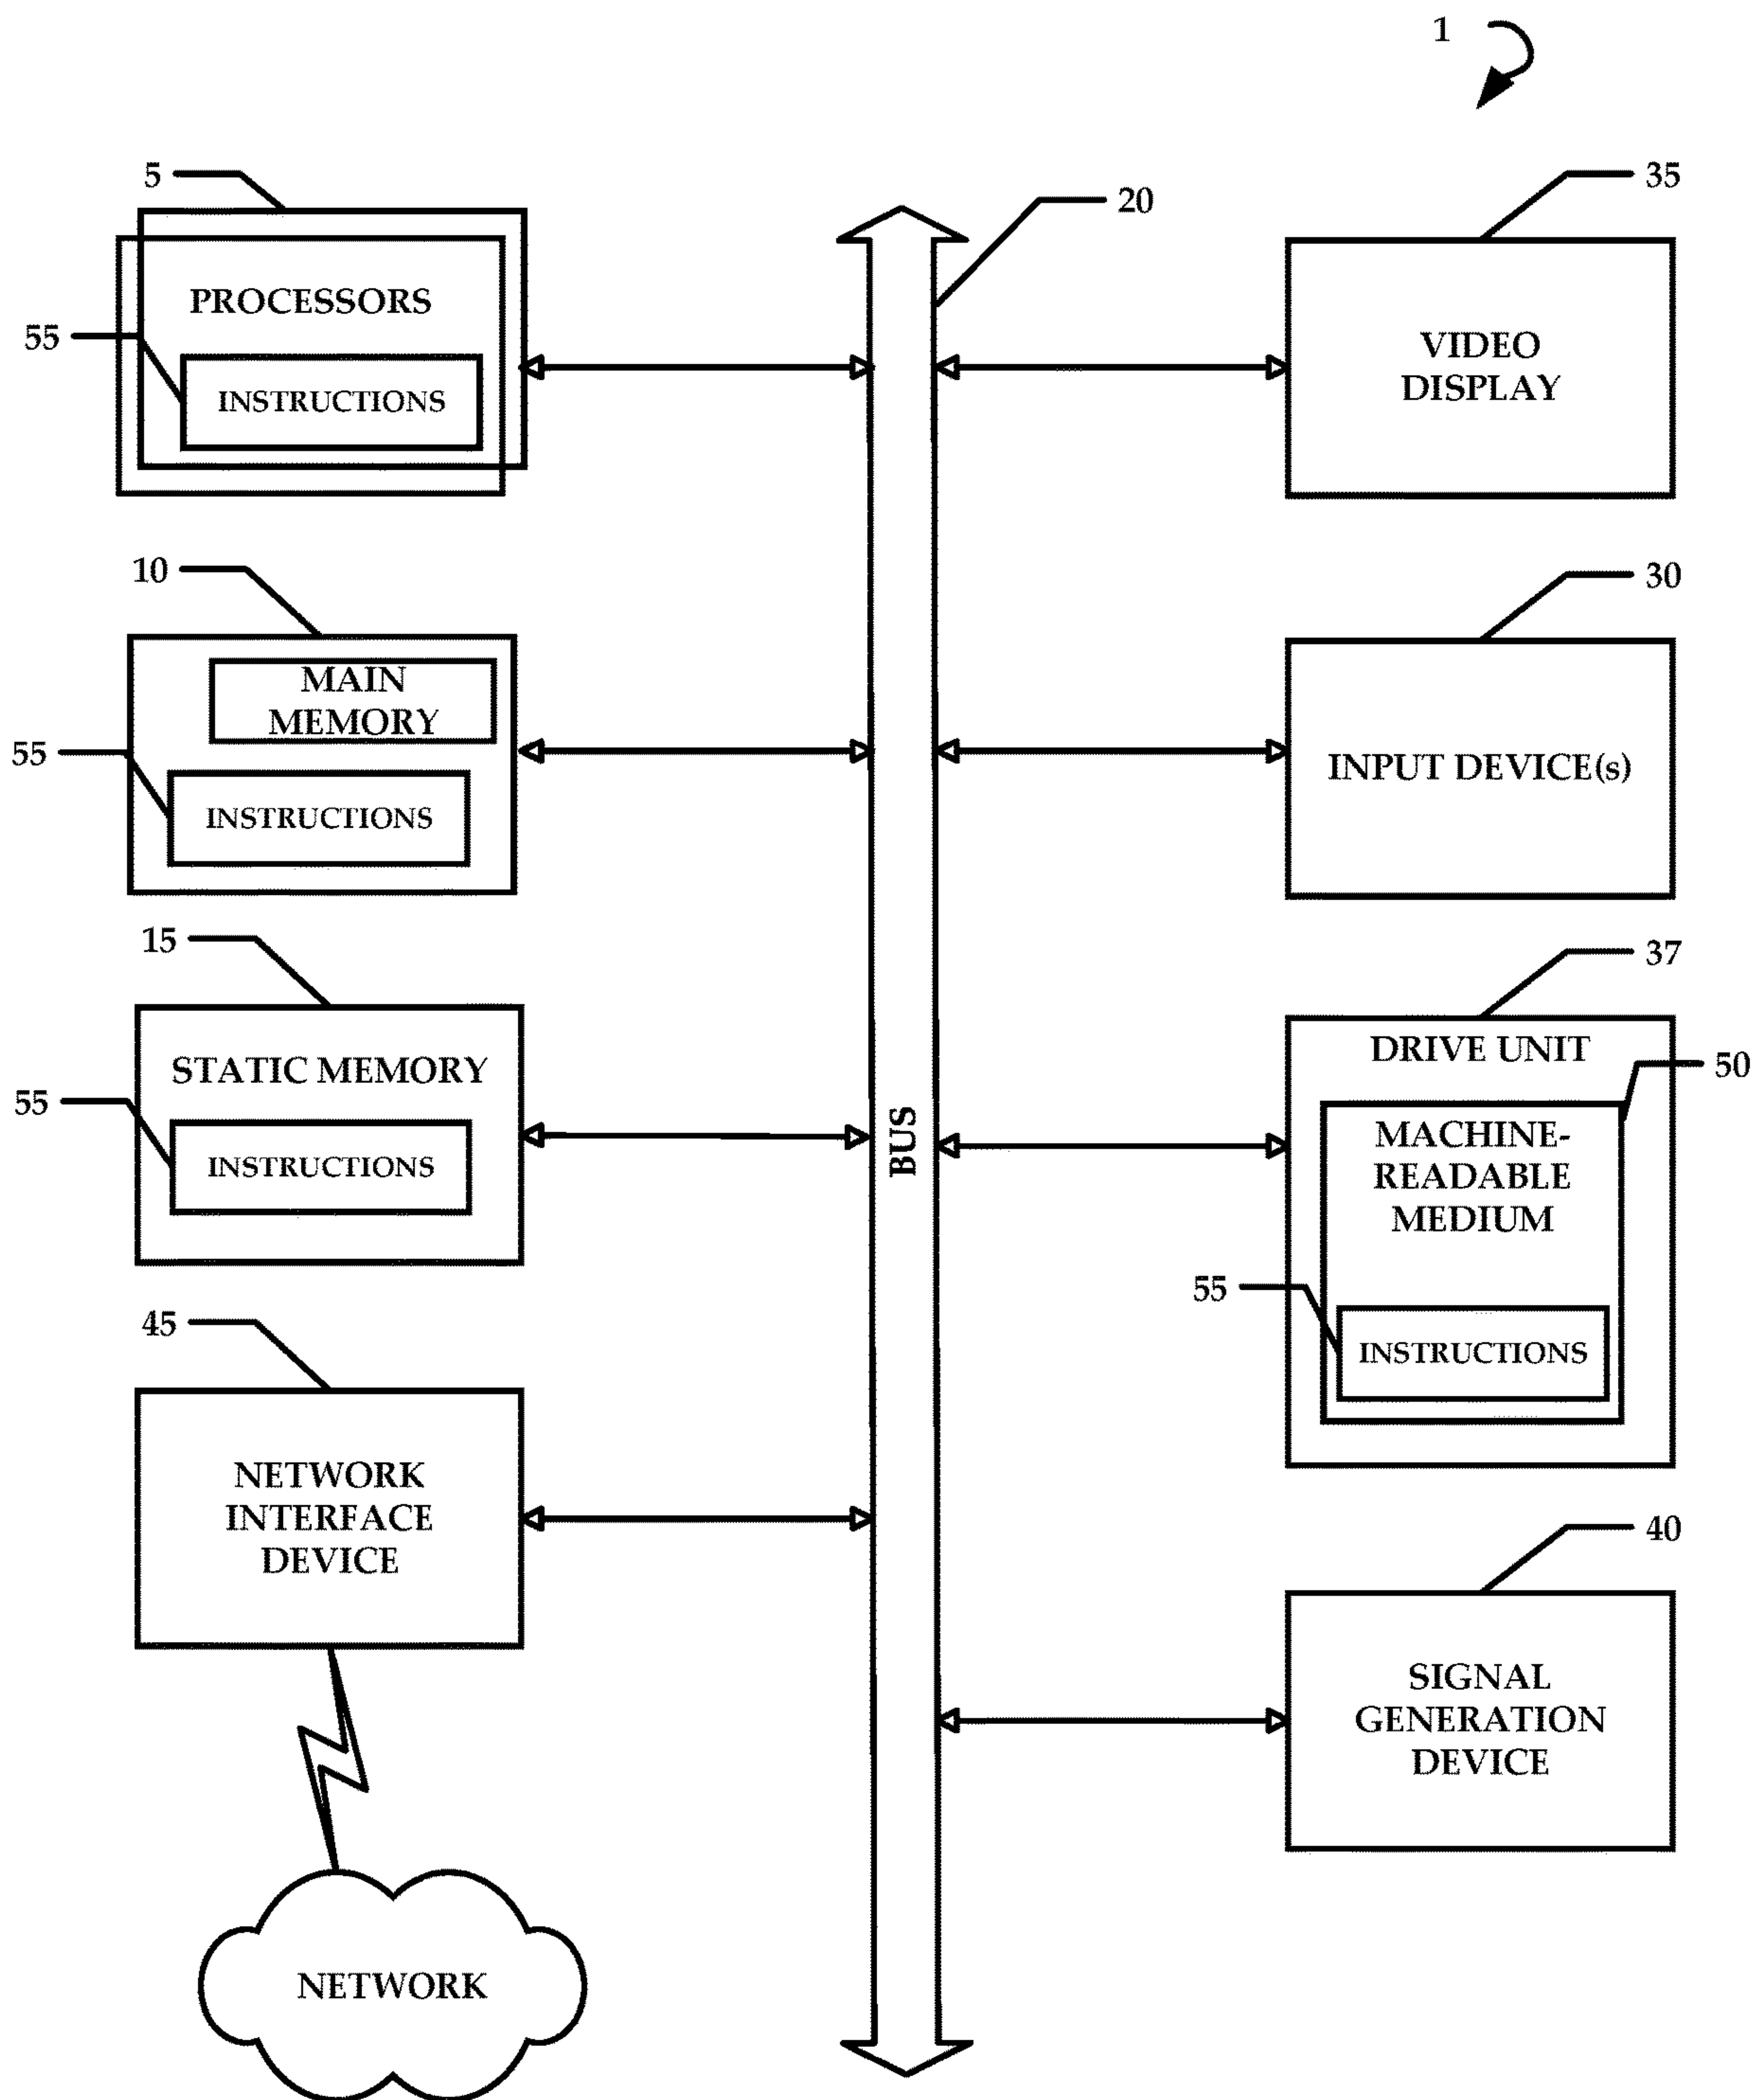 1
5
PROCESSORS
55
INSTRUCTIONS
10
MAIN
MEMORY
55
INSTRUCTIONS
15
STATIC MEMORY
55
INSTRUCTIONS
45
NETWORK
INTERFACE
DEVICE
NETWORK
20
BUS
35
VIDEO
DISPLAY
30
INPUT DEVICE(s)
37
DRIVE UNIT
50
MACHINE-
READABLE
MEDIUM
55
INSTRUCTIONS
40
SIGNAL
GENERATION
DEVICE